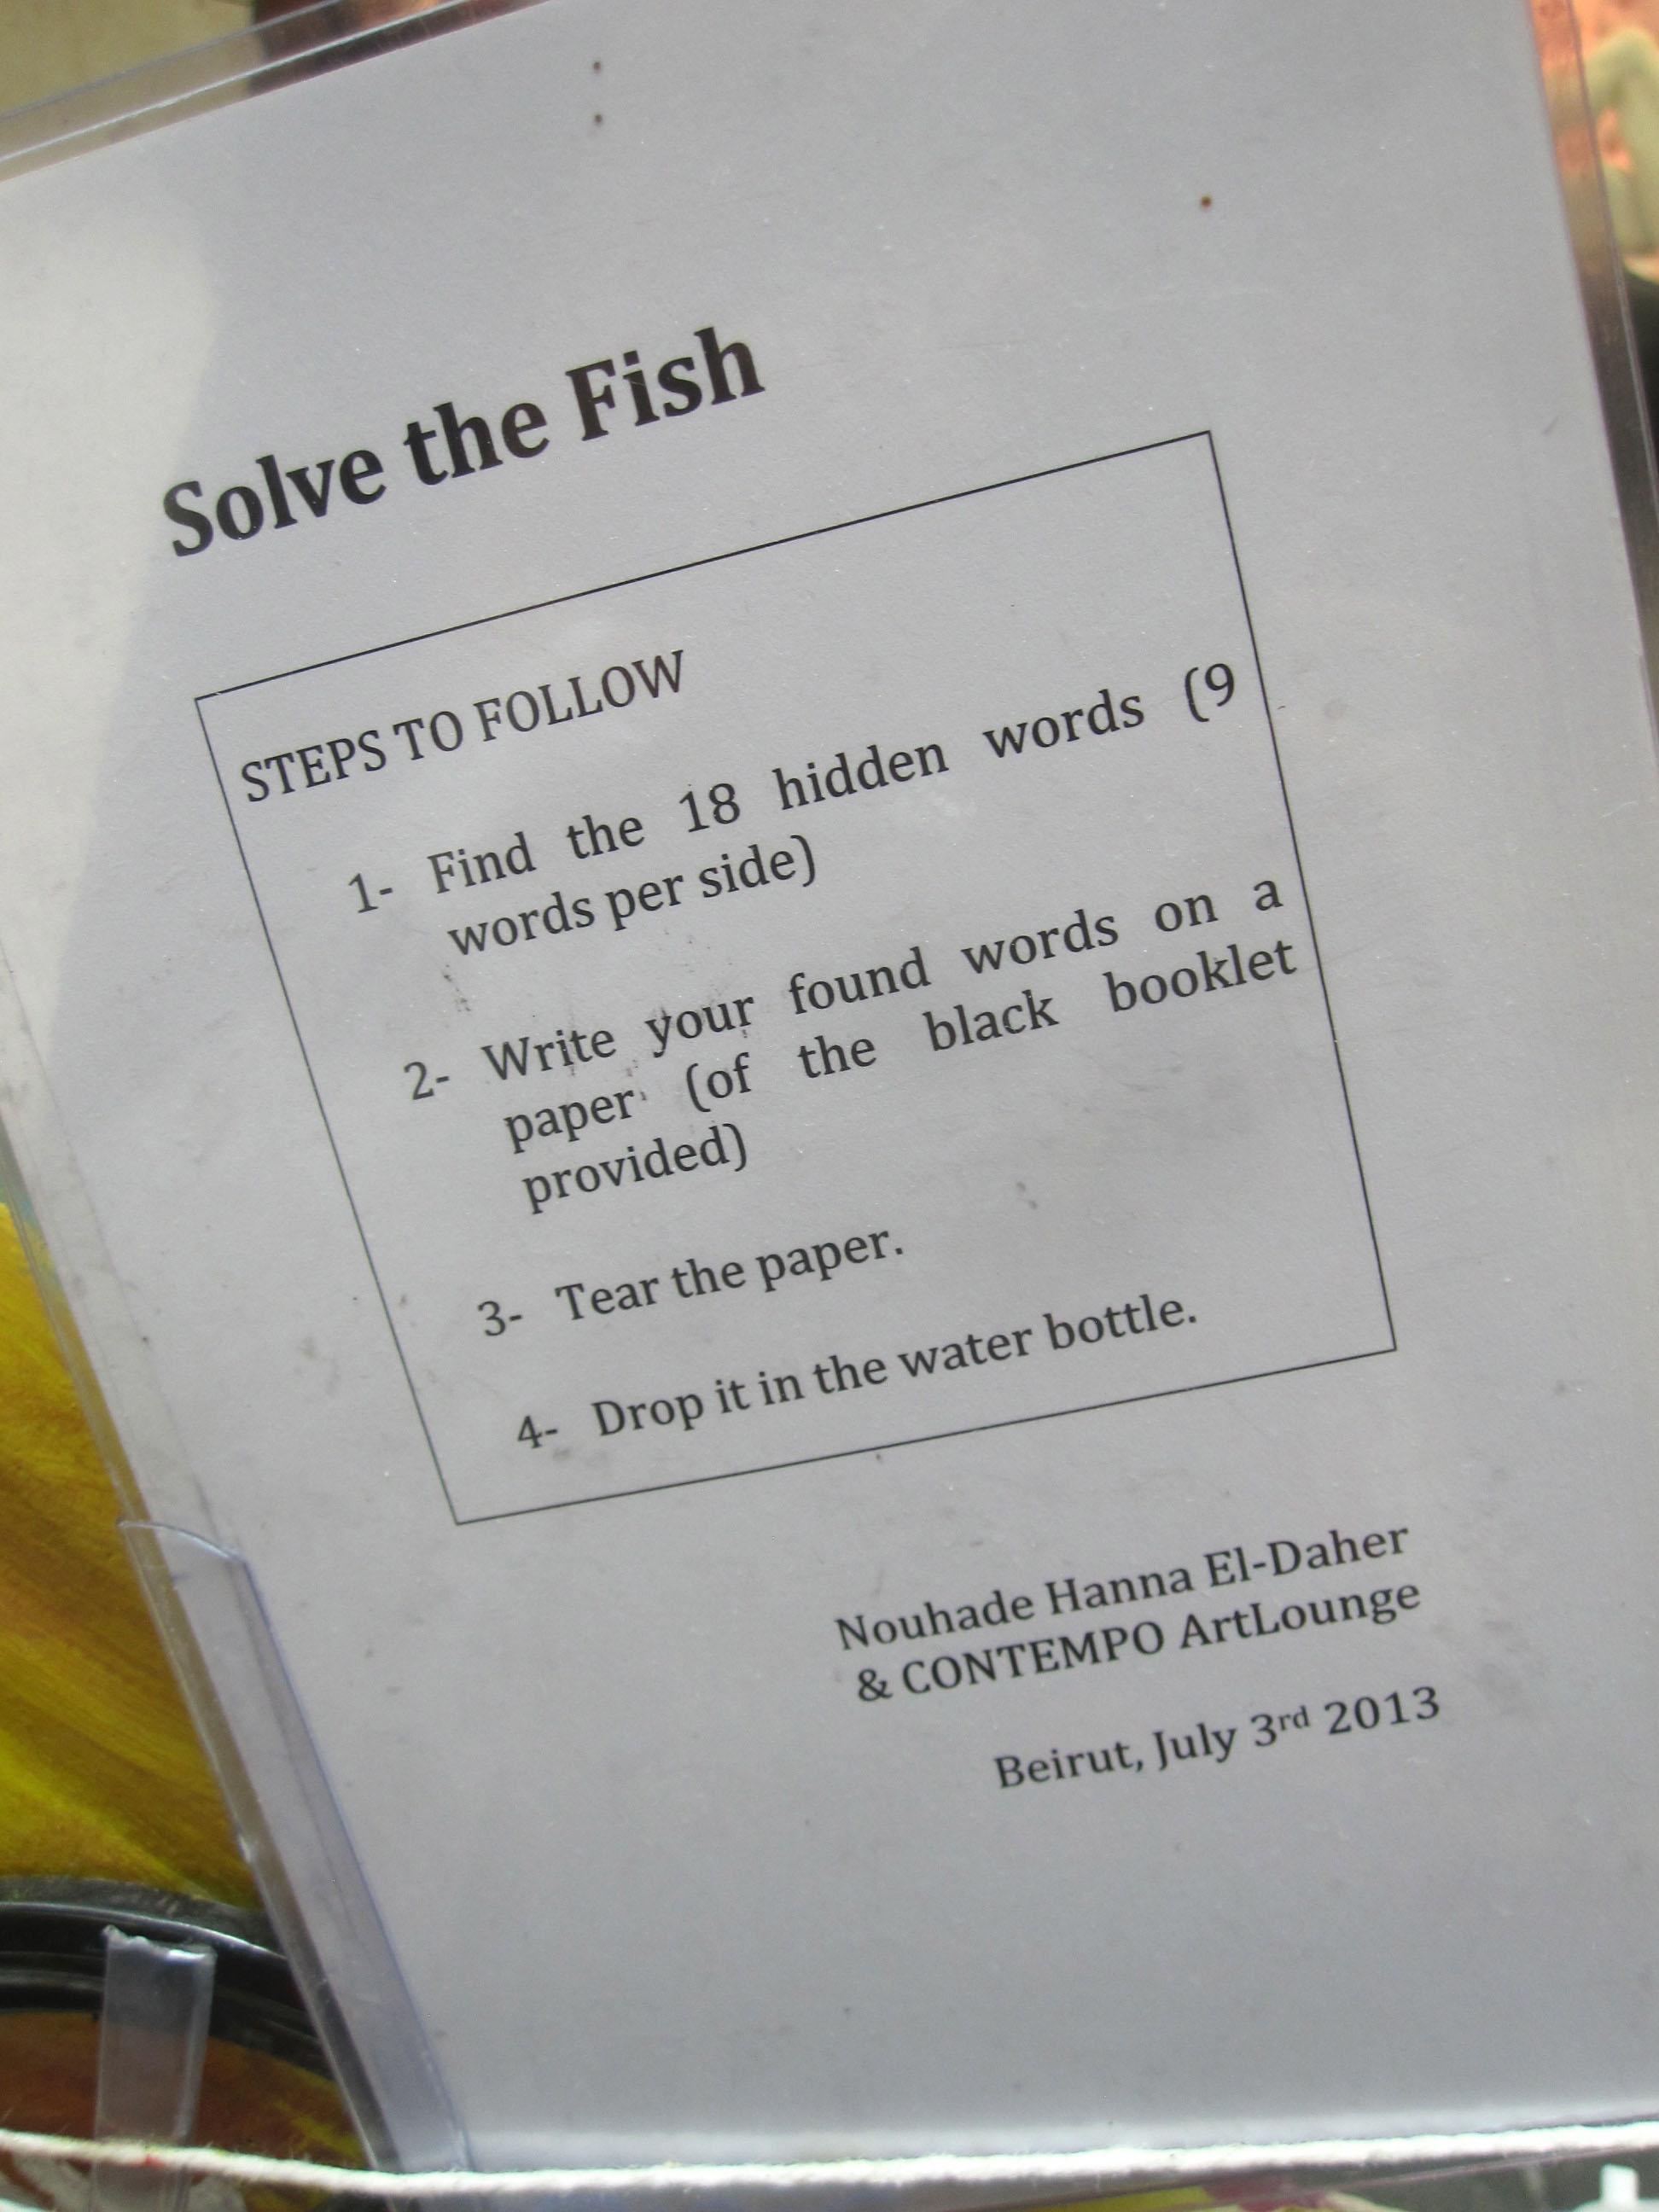 Solve the Fish
STEPS TO FOLLOW
1- Find the 18 hidden words (9
words per side)
2- Write your found words on a
paper (of the black booklet
provided)
3- Tear the paper.
4- Drop it in the water bottle.
Nouhade Hanna El-Daher
& CONTEMPO ArtLounge
Beirut, July 3rd 2013